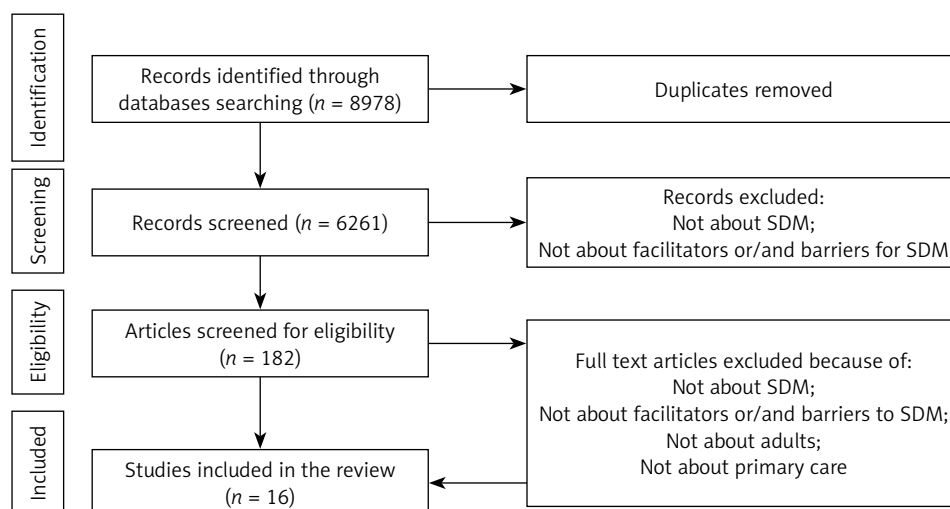 Identification
Records identified through
databases searching (n = 8978)
Duplicates removed
Screening
Records screened (n = 6261)
Records excluded:
Not about SDM;
Not about facilitators or/and barriers for SDM
Eligibility
Articles screened for eligibility
(n = 182)
Full text articles excluded because of:
Not about SDM;
Not about facilitators or/and barriers to SDM;
Not about adults;
Not about primary care
Included
Studies included in the review
(n = 16)